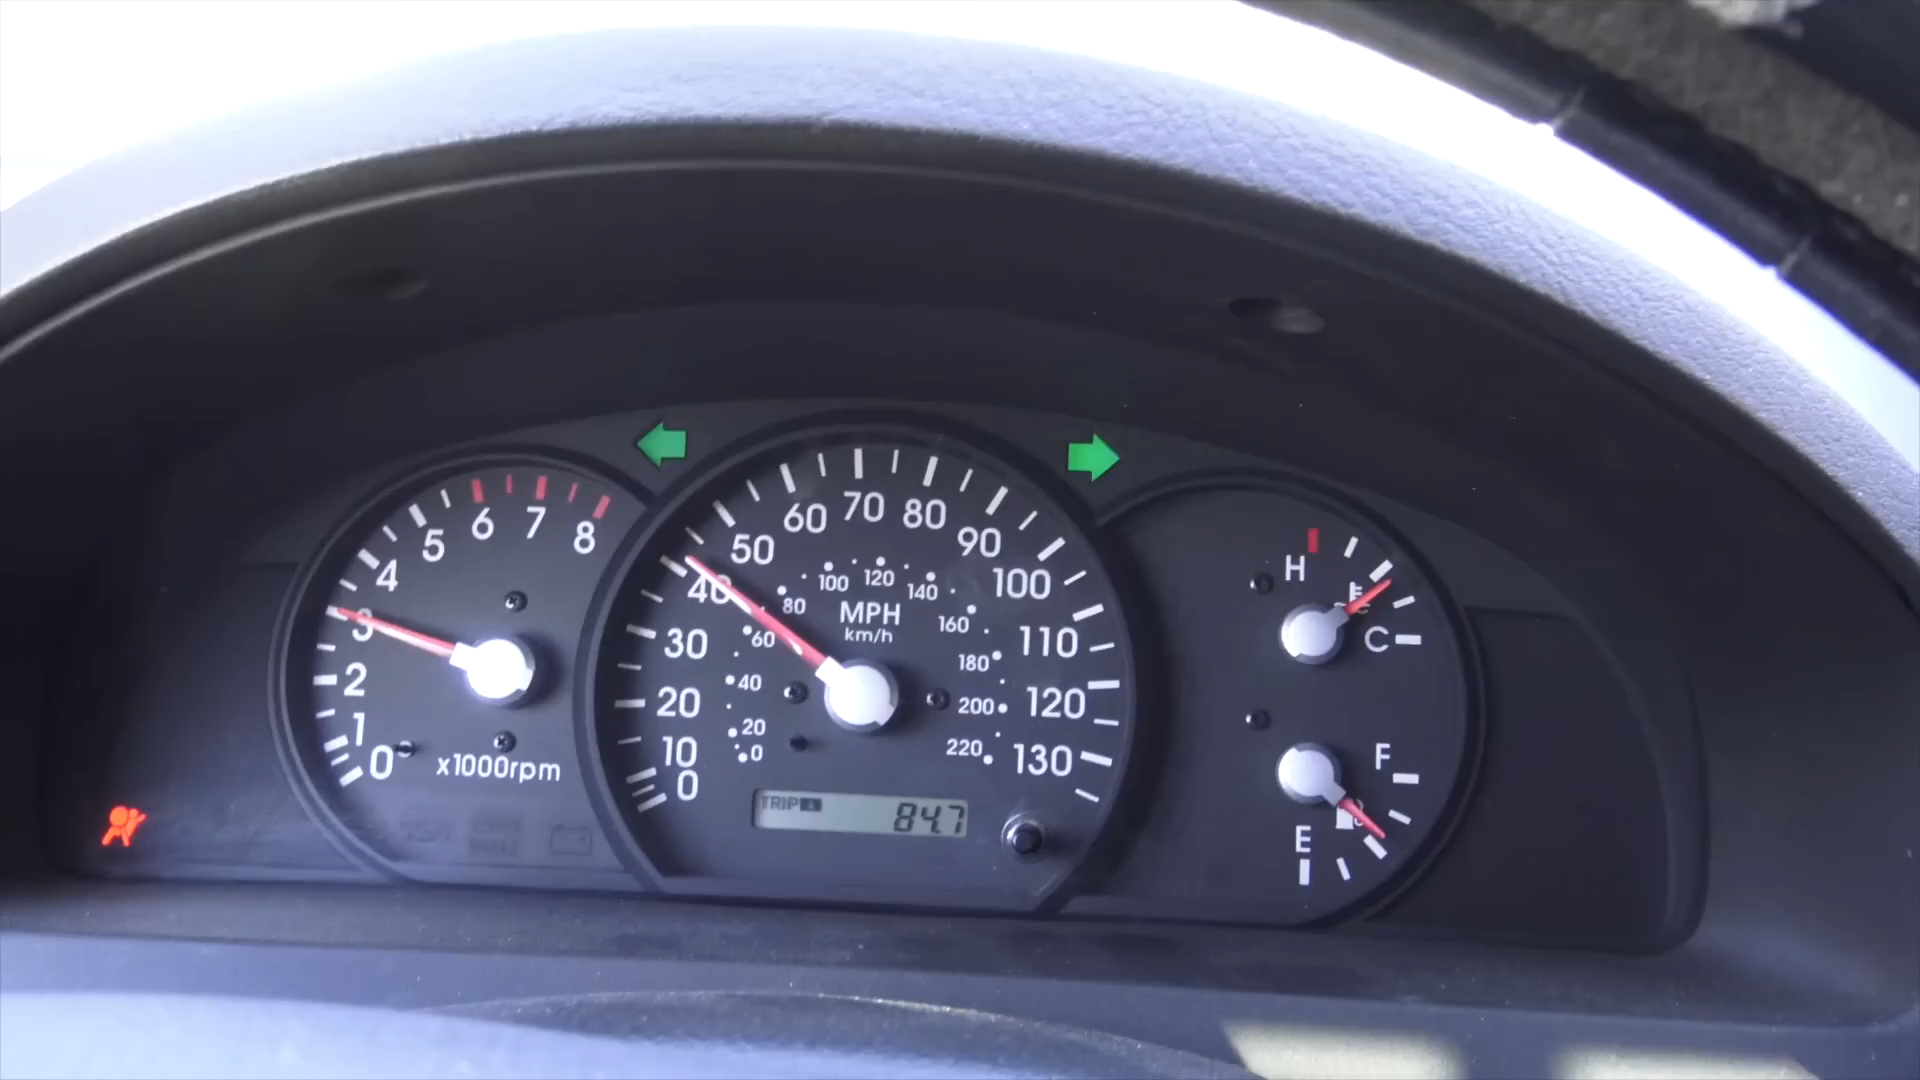 0 1 2 3 4 5 6 7 8
x1000rpm
0 10 20 30 40 50 60 70 80 90 100 110 120 130
0 20 40 60 80 100 120 140 160 180 200 220
MPH
km/h
TRIP A
84.7
H
C
F
E